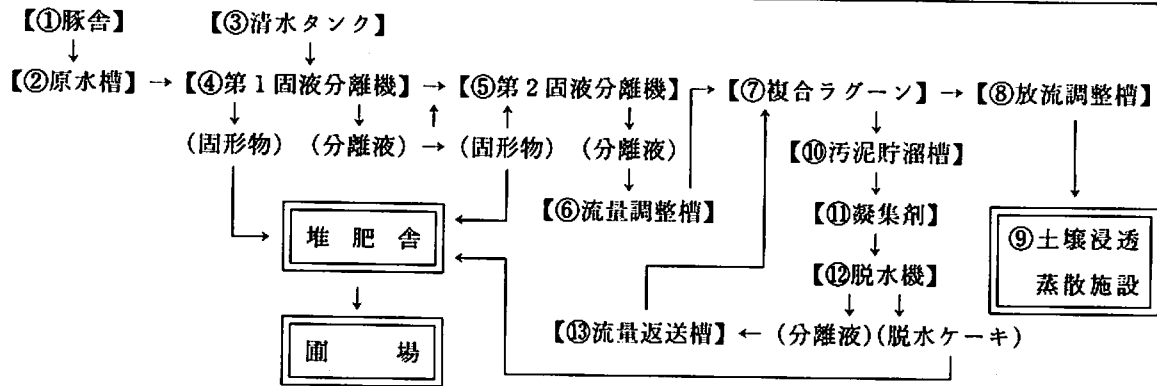 【①豚舎】 【③清水タンク】
↓ ↓
【②原水槽】 → 【④第1固液分離機】 → 【⑤第2固液分離機】 → 【⑦複合ラグーン】 → 【⑧放流調整槽】
↓ ↓ ↑ ↑ ↓ ↓
(固形物) (分離液) → (固形物) (分離液) 【⑩汚泥貯溜槽】
↓ ↓
【⑥流量調整槽】 【⑪凝集剤】
堆肥舎 ⑨土壌浸透
↓ 蒸散施設
【⑫脱水機】
↓ ↓ ↓
【⑬流量返送槽】 ← (分離液)(脱水ケーキ)
圃場